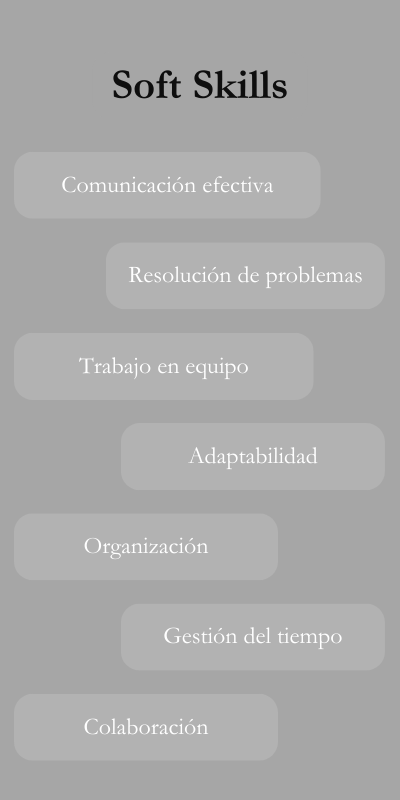 Soft Skills
Comunicación efectiva
Resolución de problemas
Trabajo en equipo
Adaptabilidad
Organización
Gestión del tiempo
Colaboración